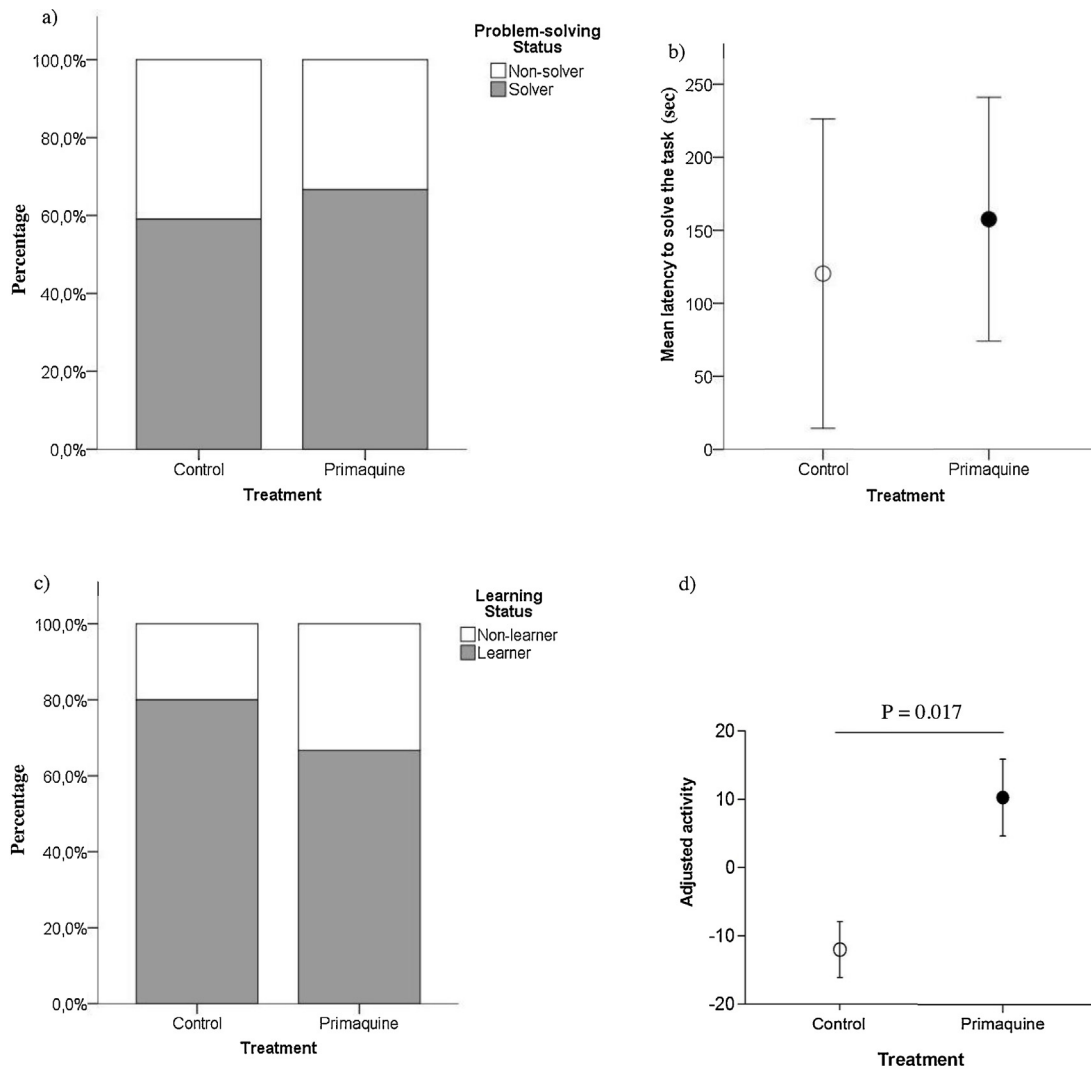 a)
Problem-solving
Status
Non-solver
Solver
100,0%
80,0%
60,0%
40,0%
20,0%
0,0%
Percentage
Control
Primaquine
Treatment
b)
250
200
150
100
50
0
Mean latency to solve the task (sec)
Control
Primaquine
Treatment
c)
Learning
Status
Non-learner
Learner
100,0%
80,0%
60,0%
40,0%
20,0%
0,0%
Percentage
Control
Primaquine
Treatment
d)
P = 0.017
20
10
0
-10
-20
Adjusted activity
Control
Primaquine
Treatment